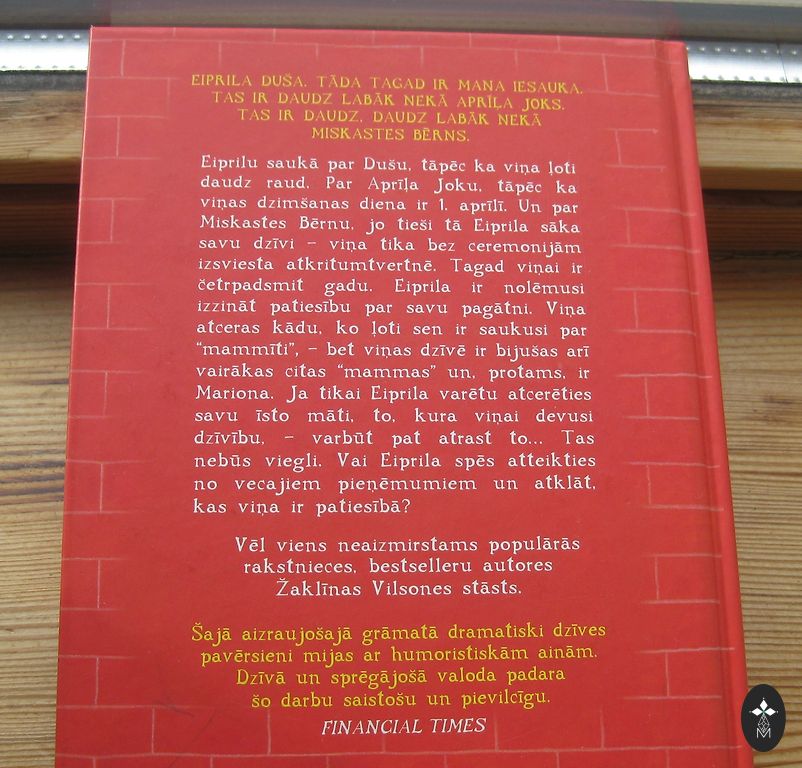 EIPRILA DUŠA. TĀDA TAGAD IR MANA IESAUKA.
TAS IR DAUDZ LABĀK NEKĀ APRĪĻA JOKS.
TAS IR DAUDZ, DAUDZ LABĀK NEKĀ
MISKASTES BĒRNS.
Eiprilu saukā par Dušu, tāpēc ka viņa ļoti
daudz raud. Par Aprīļa Joku, tāpēc ka
viņas dzimšanas diena ir 1. aprīlī. Un par
Miskastes Bērnu, jo tieši tā Eiprila sāka
savu dzīvi – viņa tika bez ceremonijām
izsviesta atkritumtvertnē. Tagad viņai ir
četrpadsmit gadu. Eiprila ir nolēmusi
izzināt patiesību par savu pagātni. Viņa
atceras kādu, ko ļoti sen ir saukusi par
“mammīti”, – bet viņas dzīvē ir bijušas arī
vairākas citas “mammas” un, protams, ir
Mariona. Ja tikai Eiprila varētu atcerēties
savu īsto māti, to, kura viņai devusi
dzīvību, – varbūt pat atrast to... Tas
nebūs viegli. Vai Eiprila spēs atteikties
no vecajiem pieņēmumiem un atklāt,
kas viņa ir patiesībā?
Vēl viens neaizmirstams populārās
rakstnieces, bestselleru autores
Žaklīnas Vilsones stāsts.
Šajā aizraujošajā grāmatā dramatiski dzīves
pavērsieni mijas ar humoristiskām ainām.
Dzīvā un sprēgājošā valoda padara
šo darbu saistošu un pievilcīgu.
FINANCIAL TIMES
M